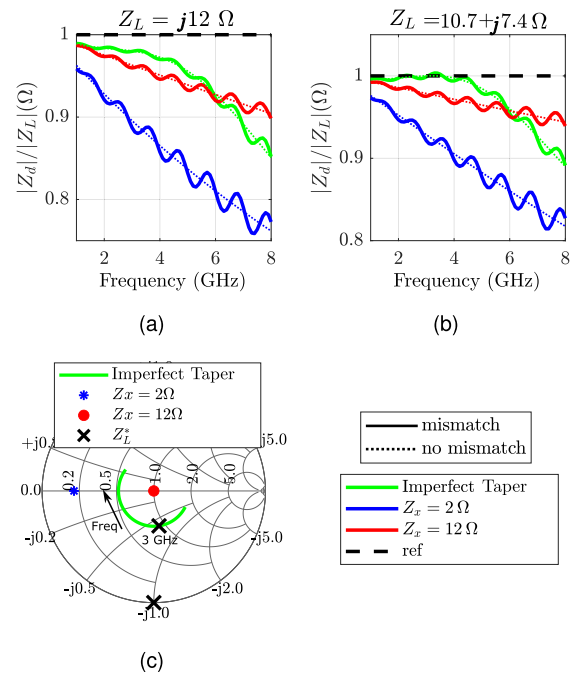 Z_L = j12 Ω
|Z_d|/|Z_L|(Ω)
1
0.9
0.8
2 4 6 8
Frequency (GHz)
(a)
Z_L =10.7+j7.4 Ω
|Z_d|/|Z_L|(Ω)
1
0.9
0.8
2 4 6 8
Frequency (GHz)
(b)
Imperfect Taper
Zx = 2Ω
Zx = 12Ω
Z_L^*
+j0.
j5.0
0.0
0.2
0.5
1.0
2.0
5.0
Freq
3 GHz
-j0.2
-j5.0
-j0.5
-j2.0
-j1.0
(c)
mismatch
no mismatch
Imperfect Taper
Z_x = 2 Ω
Z_x = 12 Ω
ref